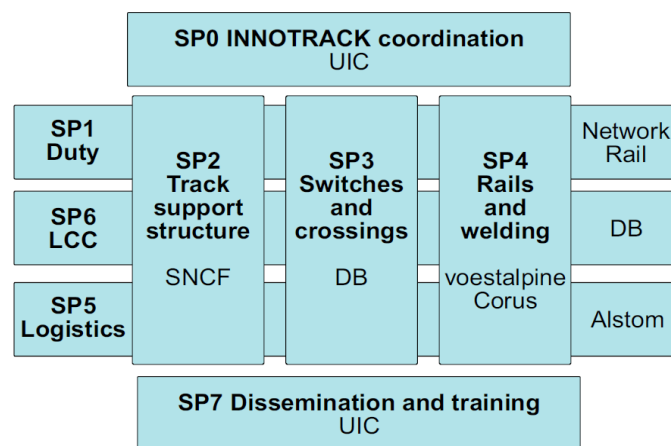 SP0 INNOTRACK coordination
UIC
SP1
Duty
SP6
LCC
SP5
Logistics
SP2
Track
support
structure
SNCF
SP3
Switches
and
crossings
DB
SP4
Rails
and
welding
voestalpine
Corus
Network
Rail
DB
Alstom
SP7 Dissemination and training
UIC